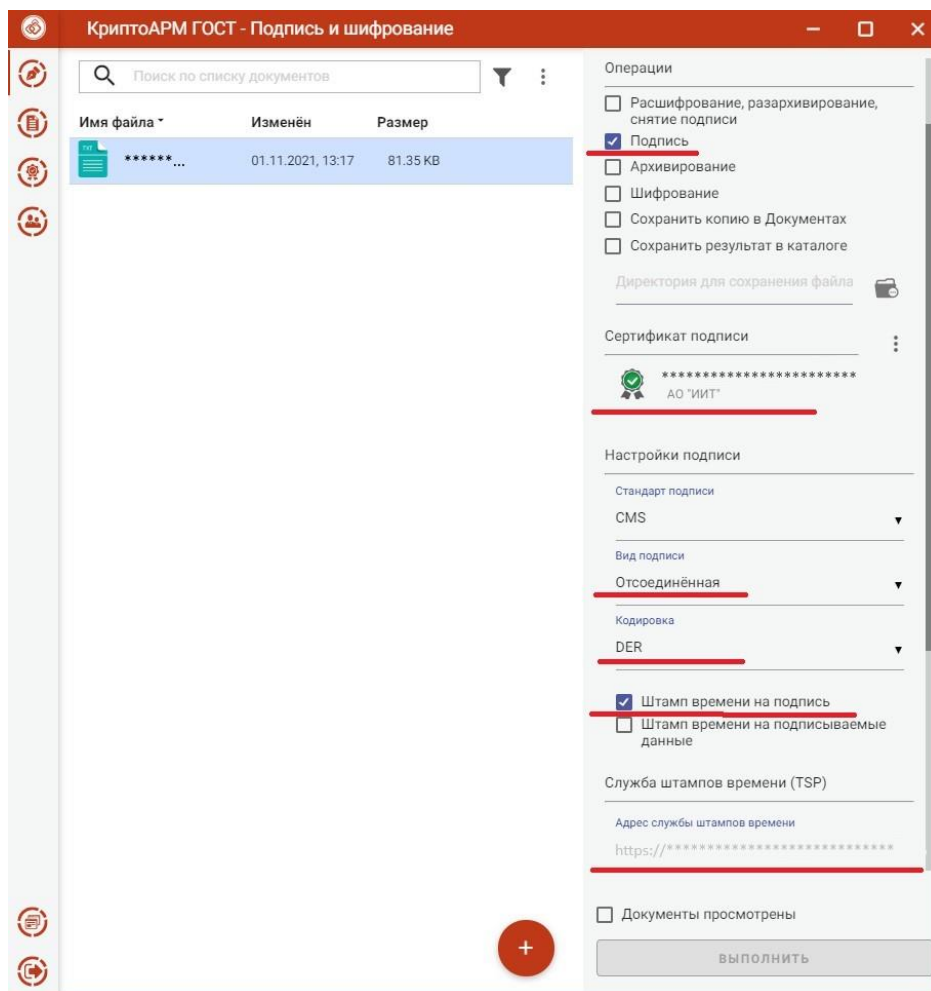 КриптоАРМ ГОСТ - Подпись и шифрование
Поиск по списку документов
Имя файла Изменён Размер
TXT
******... 01.11.2021, 13:17 81.35 KB
Операции
Расшифрование, разархивирование,
снятие подписи
Подпись
Архивирование
Шифрование
Сохранить копию в Документах
Сохранить результат в каталоге
Директория для сохранения файла
Сертификат подписи
************************
АО "ИИТ"
Настройки подписи
Стандарт подписи
CMS
Вид подписи
Отсоединённая
Кодировка
DER
Штамп времени на подпись
Штамп времени на подписываемые
данные
Служба штампов времени (TSP)
Адрес службы штампов времени
https://****************************
Документы просмотрены
+
ВЫПОЛНИТЬ